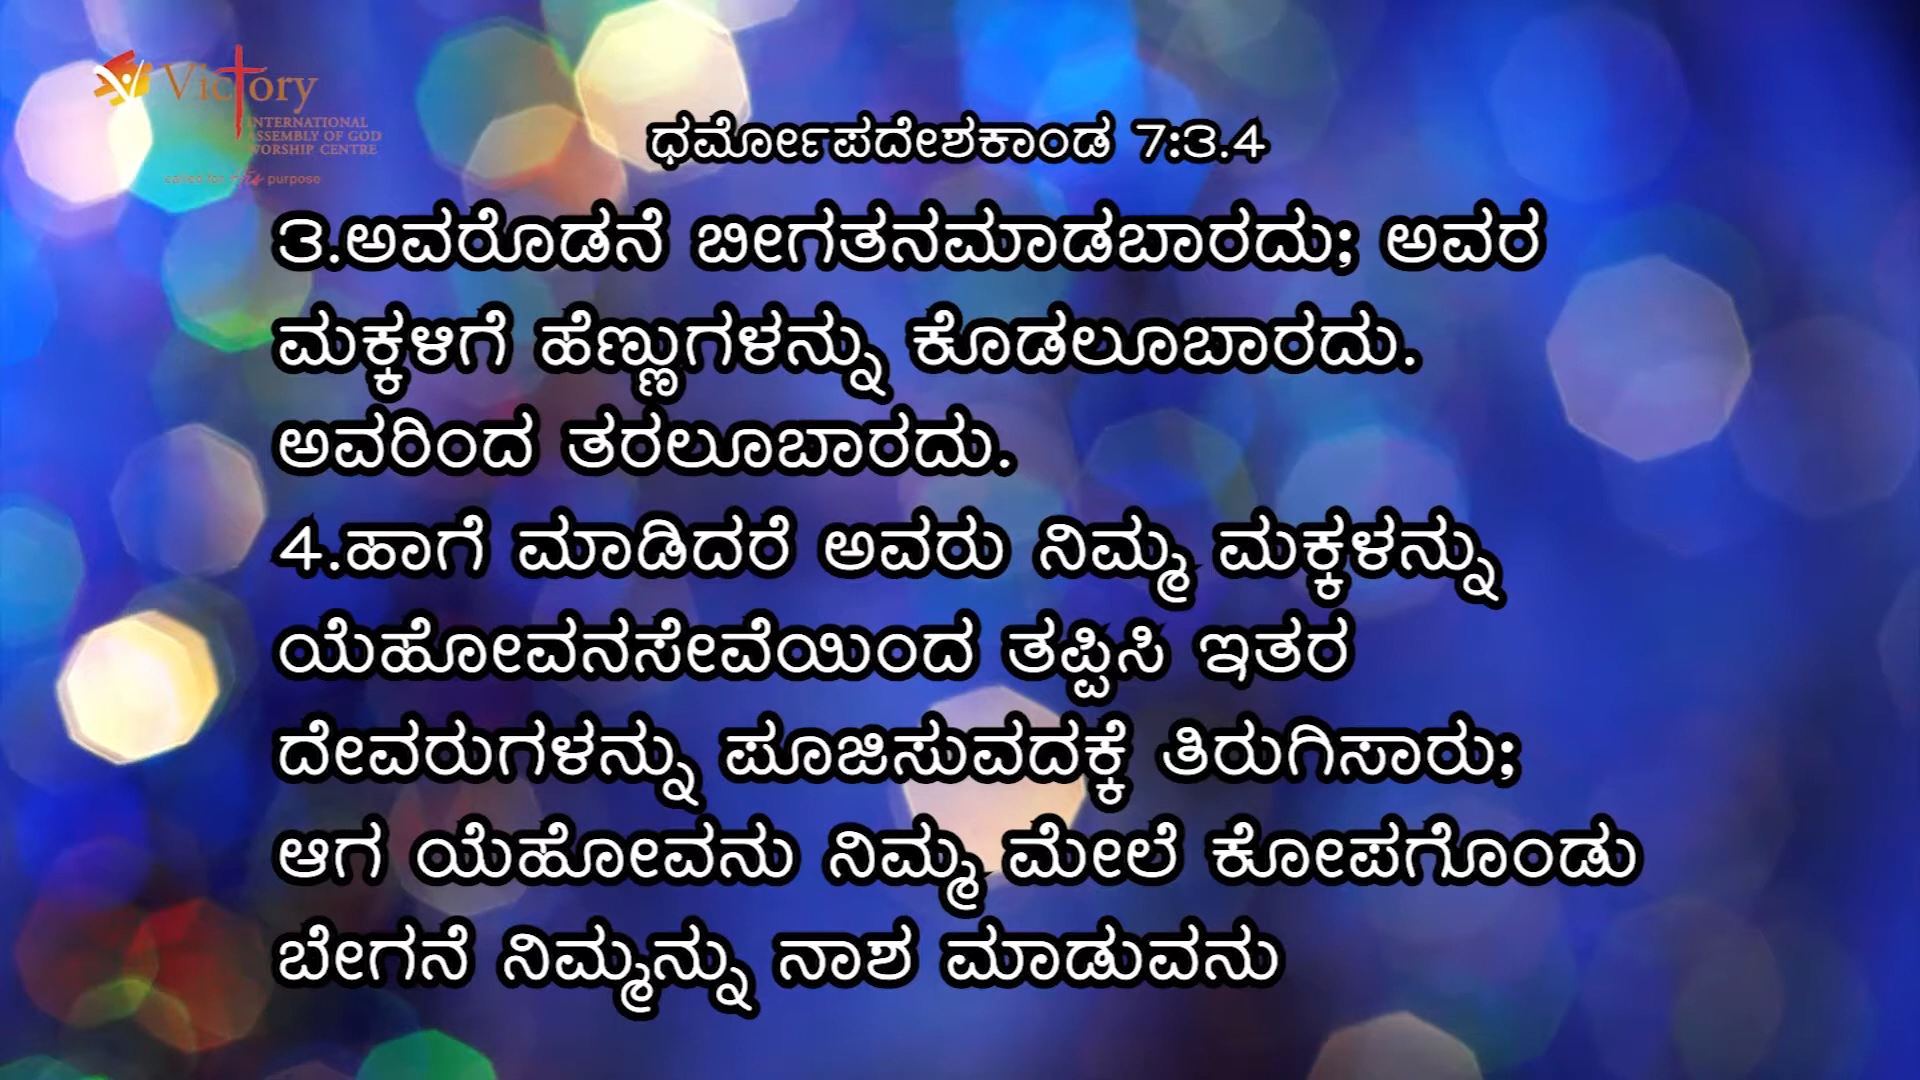 Victory
INTERNATIONAL
ASSEMBLY OF GOD
WORSHIP CENTRE
called for His purpose
ಧರ್ಮೋಪದೇಶಕಾಂಡ 7:3.4
3.ಅವರೊಡನೆ ಬೀಗತನಮಾಡಬಾರದು; ಅವರ
ಮಕ್ಕಳಿಗೆ ಹೆಣ್ಣುಗಳನ್ನು ಕೊಡಲೂಬಾರದು.
ಅವರಿಂದ ತರಲೂಬಾರದು.
4.ಹಾಗೆ ಮಾಡಿದರೆ ಅವರು ನಿಮ್ಮ ಮಕ್ಕಳನ್ನು
ಯೆಹೋವನಸೇವೆಯಿಂದ ತಪ್ಪಿಸಿ ಇತರ
ದೇವರುಗಳನ್ನು ಪೂಜಿಸುವದಕ್ಕೆ ತಿರುಗಿಸಾರು;
ಆಗ ಯೆಹೋವನು ನಿಮ್ಮ ಮೇಲೆ ಕೋಪಗೊಂಡು
ಬೇಗನೆ ನಿಮ್ಮನ್ನು ನಾಶ ಮಾಡುವನು